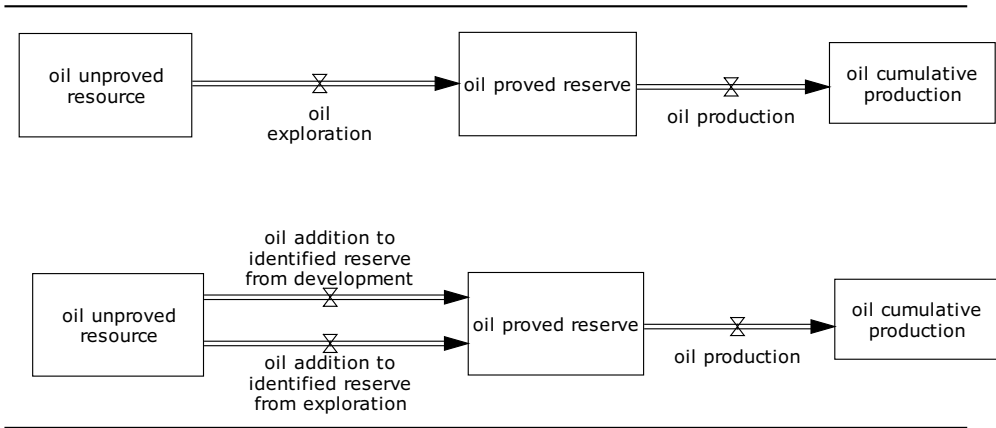 oil unproved
resource
oil
exploration
oil proved reserve
oil production
oil cumulative
production
oil unproved
resource
oil addition to
identified reserve
from development
oil addition to
identified reserve
from exploration
oil proved reserve
oil production
oil cumulative
production